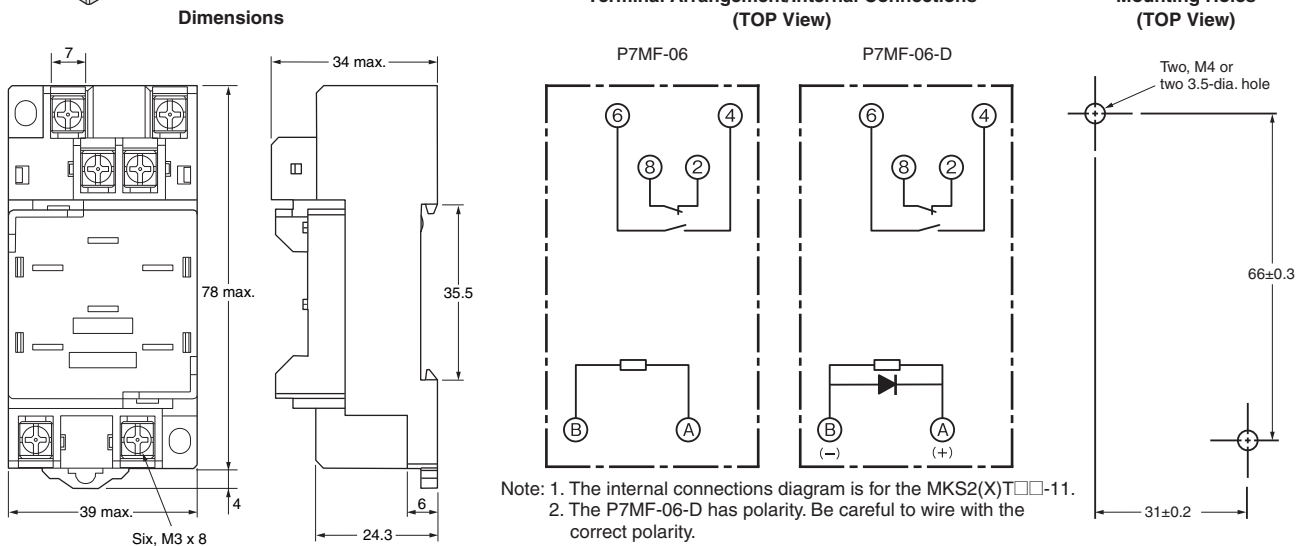 Dimensions
Terminal Arrangement/Internal Connections
(TOP View)
Mounting Holes
(TOP View)
7
34 max.
78 max.
35.5
39 max.
4
Six, M3 x 8
6
24.3
P7MF-06
6
4
8
2
B
A
P7MF-06-D
6
4
8
2
B
A
(−)
(+)
Note: 1. The internal connections diagram is for the MKS2(X)T□□-11.
2. The P7MF-06-D has polarity. Be careful to wire with the
correct polarity.
Two, M4 or
two 3.5-dia. hole
66±0.3
31±0.2